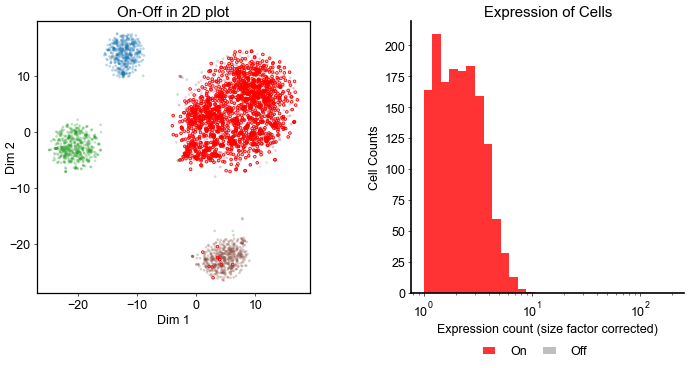 On-Off in 2D plot
Dim 2
10
0
−10
−20
−20
−10
0
10
Dim 1
Expression of Cells
Cell Counts
200
175
150
125
100
75
50
25
0
10^0
10^1
10^2
Expression count (size factor corrected)
On Off